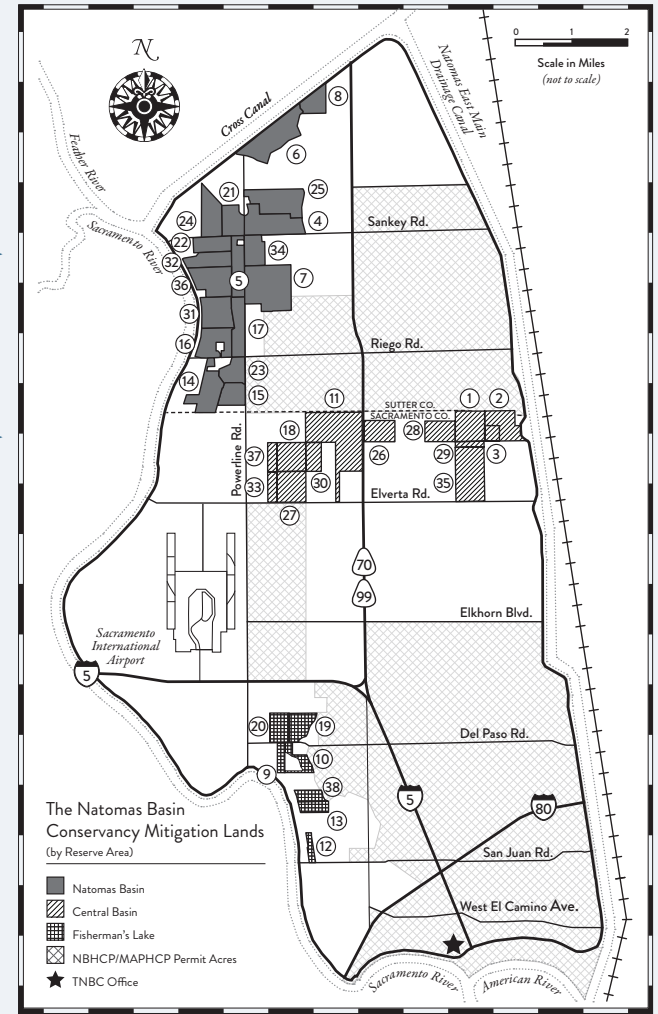 N
0 1 2
Scale in Miles
(not to scale)
Natomas East Main
Drainage Canal
Cross Canal
Feather River
Sacramento River
8
6
21
25
24
4
Sankey Rd.
22
34
32
5
7
36
31
17
16
Riego Rd.
23
14
15
11
1
2
SUTTER CO.
SACRAMENTO CO.
Powerline Rd.
18
26
28
29
3
37
33
30
35
Elverta Rd.
27
70
99
Elkhorn Blvd.
Sacramento
International
Airport
5
20
19
Del Paso Rd.
10
9
38
5
80
13
12
San Juan Rd.
West El Camino Ave.
The Natomas Basin
Conservancy Mitigation Lands
(by Reserve Area)
Natomas Basin
Central Basin
Fisherman's Lake
NBHCP/MAPHCP Permit Acres
TNBC Office
Sacramento River
American River